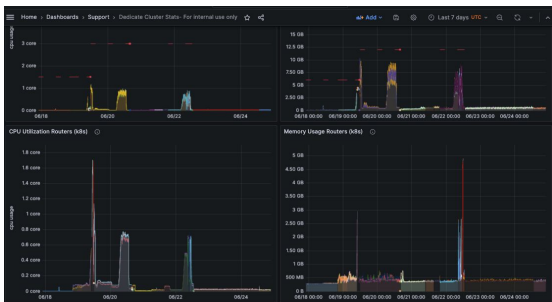 Home › Dashboards › Support › Dedicate Cluster Stats- For internal use only
Add
Last 7 days UTC
cpu usage
3 core
2 core
1 core
0 core
06/18
06/20
06/22
06/24
15 GB
12.50 GB
10 GB
7.50 GB
5 GB
2.50 GB
0 B
06/18 00:00 06/19 00:00 06/20 00:00 06/21 00:00 06/22 00:00 06/23 00:00 06/24 00:00
CPU Utilization Routers (k8s)
cpu usage
1.8 core
1.6 core
1.4 core
1.2 core
1 core
0.8 core
0.6 core
0.4 core
0.2 core
0 core
06/18
06/20
06/22
06/24
Memory Usage Routers (k8s)
5 GB
4.50 GB
4 GB
3.50 GB
3 GB
2.50 GB
2 GB
1.50 GB
1 GB
500 MB
0 B
06/18 00:00 06/19 00:00 06/20 00:00 06/21 00:00 06/22 00:00 06/23 00:00 06/24 00:00